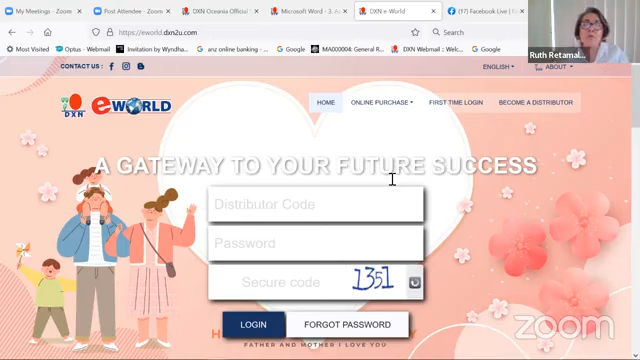 My Meetings - Zoom
Post Attendee - Zoom
DXN Oceania Official
Microsoft Word - 3. A
DXN e-World
(17) Facebook Live | Fa
https://eworld.dxn2u.com
Search
Most Visited
Optus - Webmail
Invitation by Wyndha...
Google
anz online banking - ...
Google
MA000004: General R...
DXN Webmail :: Welc...
Google
Ruth Retamal...
CONTACT US :
ENGLISH
ABOUT
DXN
eWORLD
HOME
ONLINE PURCHASE
FIRST TIME LOGIN
BECOME A DISTRIBUTOR
A GATEWAY TO YOUR FUTURE SUCCESS
Distributor Code
Password
Secure code
1351
LOGIN
FORGOT PASSWORD
FATHER AND MOTHER I LOVE YOU
zoom